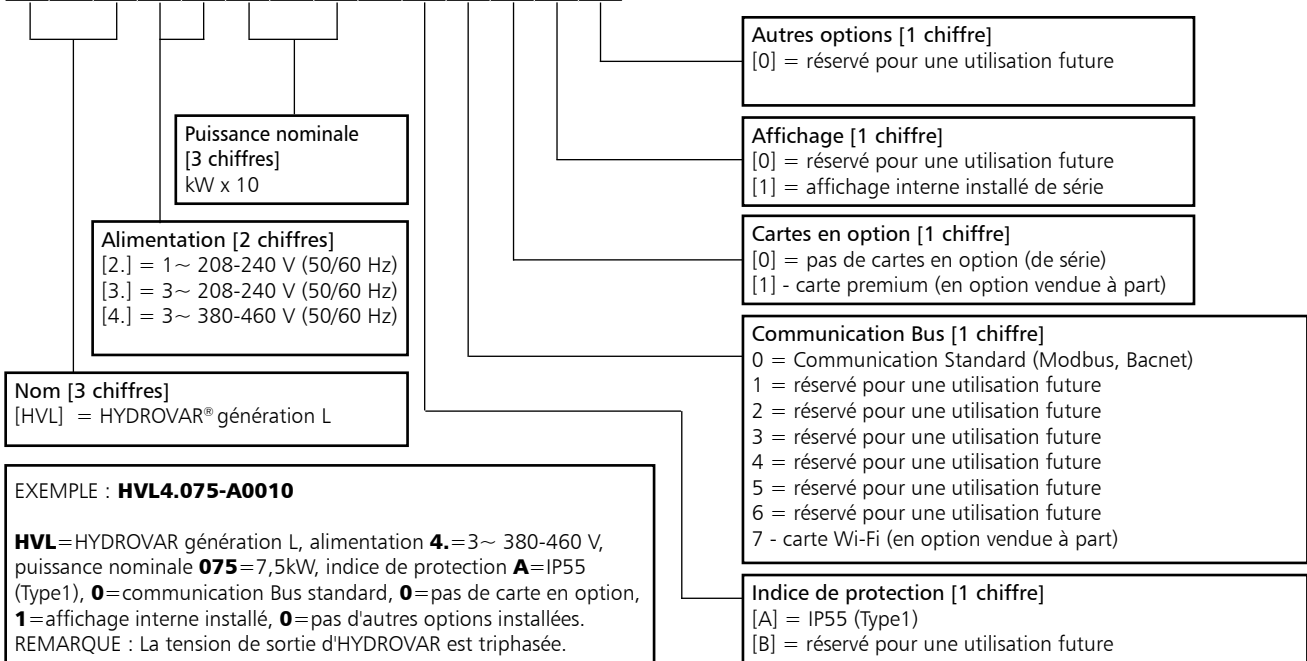 Autres options [1 chiffre]
[0] = réservé pour une utilisation future
Puissance nominale
[3 chiffres]
kW x 10
Affichage [1 chiffre]
[0] = réservé pour une utilisation future
[1] = affichage interne installé de série
Alimentation [2 chiffres]
[2.] = 1~ 208-240 V (50/60 Hz)
[3.] = 3~ 208-240 V (50/60 Hz)
[4.] = 3~ 380-460 V (50/60 Hz)
Cartes en option [1 chiffre]
[0] = pas de cartes en option (de série)
[1] - carte premium (en option vendue à part)
Communication Bus [1 chiffre]
0 = Communication Standard (Modbus, Bacnet)
1 = réservé pour une utilisation future
2 = réservé pour une utilisation future
3 = réservé pour une utilisation future
4 = réservé pour une utilisation future
5 = réservé pour une utilisation future
6 = réservé pour une utilisation future
7 - carte Wi-Fi (en option vendue à part)
Nom [3 chiffres]
[HVL] = HYDROVAR® génération L
EXEMPLE : HVL4.075-A0010
HVL=HYDROVAR génération L, alimentation 4.=3~ 380-460 V,
puissance nominale 075=7,5kW, indice de protection A=IP55
(Type1), 0=communication Bus standard, 0=pas de carte en option,
1=affichage interne installé, 0=pas d'autres options installées.
REMARQUE : La tension de sortie d'HYDROVAR est triphasée.
Indice de protection [1 chiffre]
[A] = IP55 (Type1)
[B] = réservé pour une utilisation future